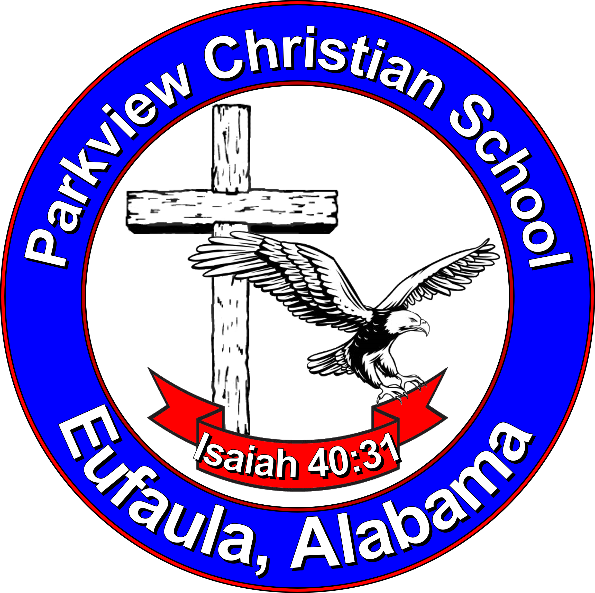 Parkview Christian School
Isaiah 40:31
Eufaula, Alabama